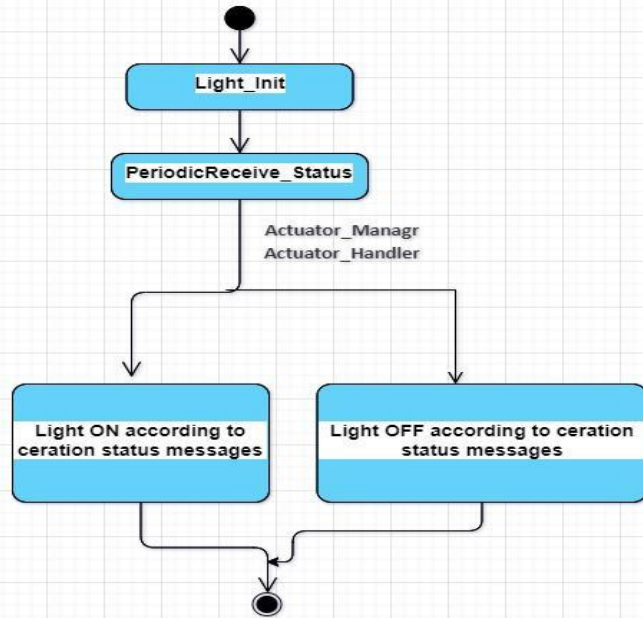 Light_Init
PeriodicReceive_Status
Actuator_Managr
Actuator_Handler
Light ON according to
ceration status messages
Light OFF according to ceration
status messages